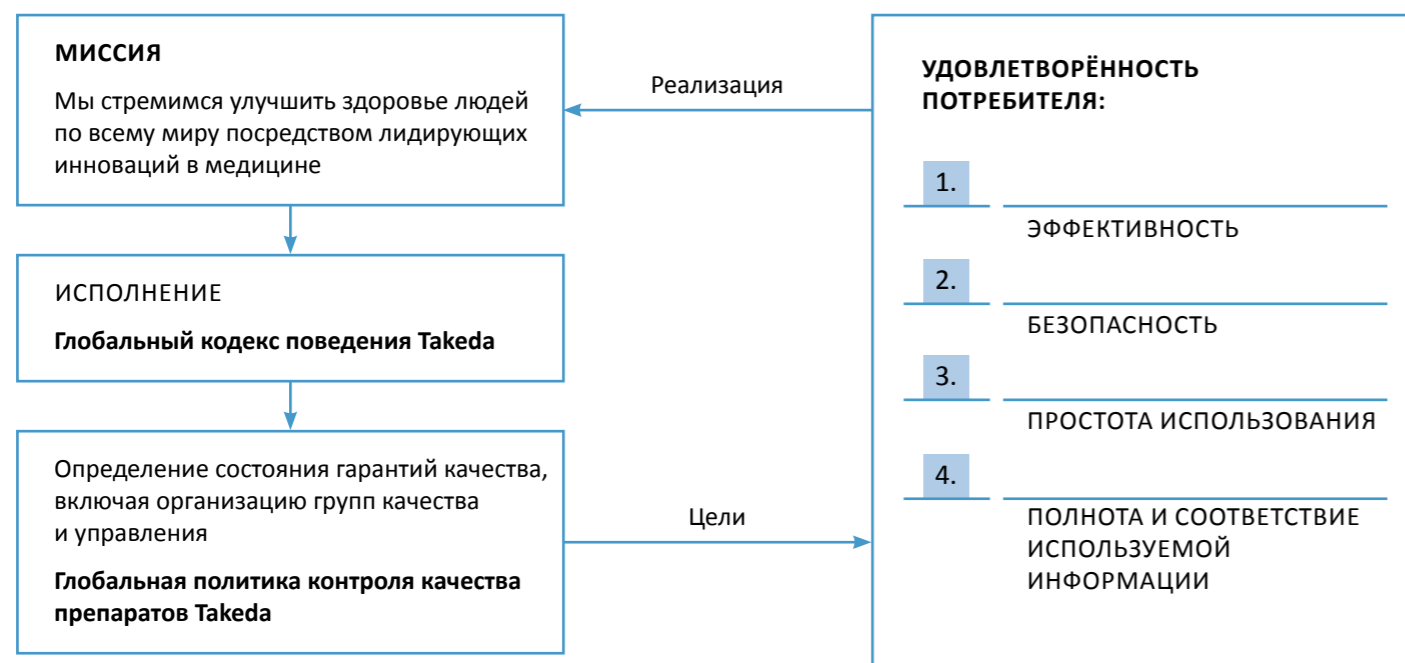 МИССИЯ
Мы стремимся улучшить здоровье людей
по всему миру посредством лидирующих
инноваций в медицине
ИСПОЛНЕНИЕ
Глобальный кодекс поведения Takeda
Определение состояния гарантий качества,
включая организацию групп качества
и управления
Глобальная политика контроля качества
препаратов Takeda
Реализация
Цели
УДОВЛЕТВОРЁННОСТЬ
ПОТРЕБИТЕЛЯ:
1.
ЭФФЕКТИВНОСТЬ
2.
БЕЗОПАСНОСТЬ
3.
ПРОСТОТА ИСПОЛЬЗОВАНИЯ
4.
ПОЛНОТА И СООТВЕТСТВИЕ
ИСПОЛЬЗУЕМОЙ
ИНФОРМАЦИИ